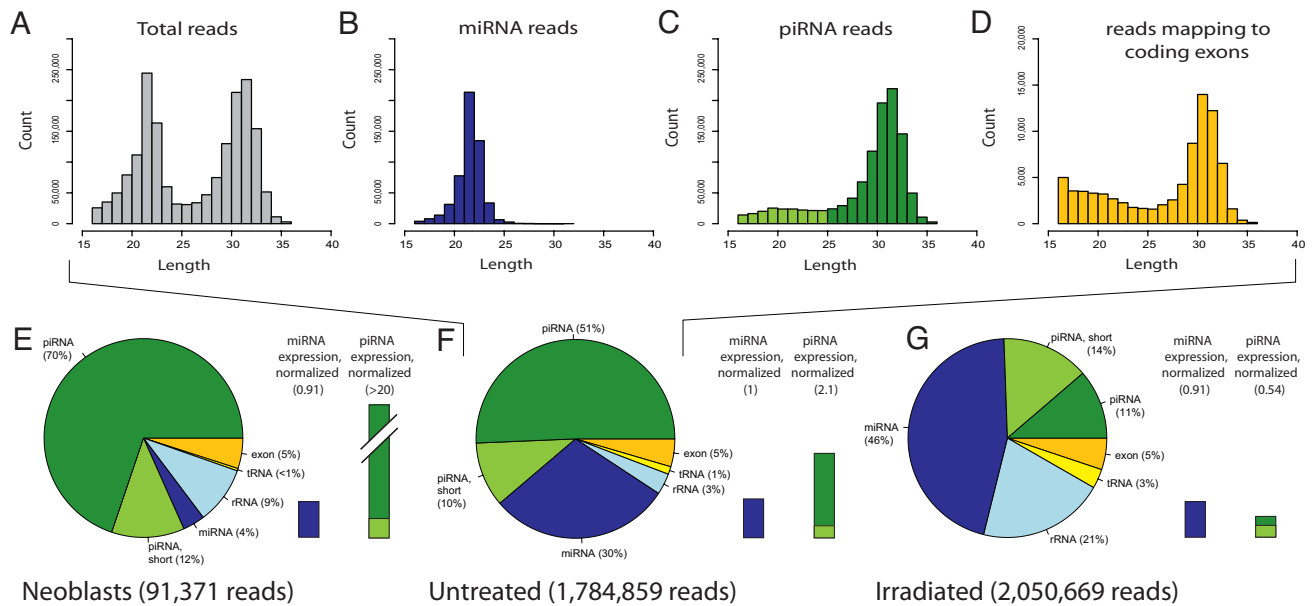 A
Total reads
Count
250,000
150,000
50,000
0
15
20
25
30
35
40
Length
B
miRNA reads
Count
250,000
150,000
50,000
0
15
20
25
30
35
40
Length
C
piRNA reads
Count
250,000
150,000
50,000
0
15
20
25
30
35
40
Length
D
reads mapping to
coding exons
Count
20,000
15,000
10,000
5,000
0
15
20
25
30
35
40
Length
E
piRNA
(70%)
exon (5%)
tRNA (<1%)
rRNA (9%)
miRNA (4%)
piRNA,
short (12%)
miRNA
expression,
normalized
(0.91)
piRNA
expression,
normalized
(>20)
Neoblasts (91,371 reads)
F
piRNA (51%)
exon (5%)
tRNA (1%)
rRNA (3%)
miRNA (30%)
piRNA,
short
(10%)
miRNA
expression,
normalized
(1)
piRNA
expression,
normalized
(2.1)
Untreated (1,784,859 reads)
G
piRNA, short
(14%)
piRNA
(11%)
exon (5%)
tRNA (3%)
rRNA (21%)
miRNA
(46%)
miRNA
expression,
normalized
(0.91)
piRNA
expression,
normalized
(0.54)
Irradiated (2,050,669 reads)